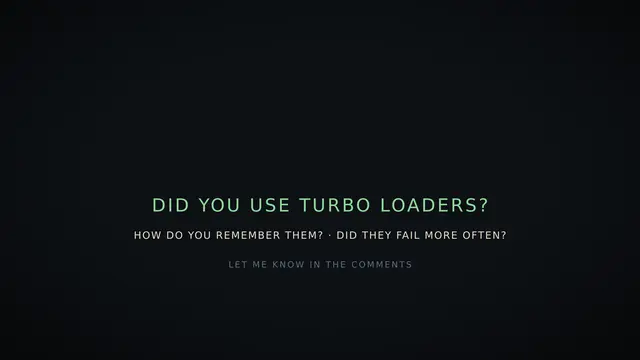 DID YOU USE TURBO LOADERS?
HOW DO YOU REMEMBER THEM? · DID THEY FAIL MORE OFTEN?
LET ME KNOW IN THE COMMENTS